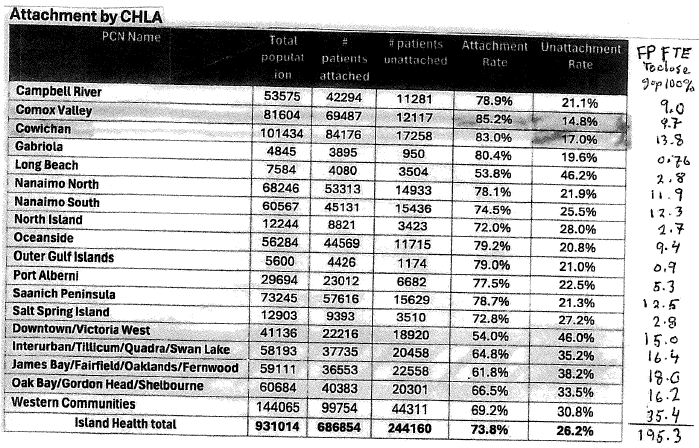 Attachment by CHLA
PCN Name Total population # patients attached # patients unattached Attachment Rate Unattachment Rate FP FTE To close gap 100%
Campbell River 53575 42294 11281 78.9% 21.1% 9.0
Comox Valley 81604 69487 12117 85.2% 14.8% 9.7
Cowichan 101434 84176 17258 83.0% 17.0% 13.8
Gabriola 4845 3895 950 80.4% 19.6% 0.76
Long Beach 7584 4080 3504 53.8% 46.2% 2.8
Nanaimo North 68246 53313 14933 78.1% 21.9% 11.9
Nanaimo South 60567 45131 15436 74.5% 25.5% 12.3
North Island 12244 8821 3423 72.0% 28.0% 2.7
Oceanside 56284 44569 11715 79.2% 20.8% 9.4
Outer Gulf Islands 5600 4426 1174 79.0% 21.0% 0.9
Port Alberni 29694 23012 6682 77.5% 22.5% 5.3
Saanich Peninsula 73245 57616 15629 78.7% 21.3% 12.5
Salt Spring Island 12903 9393 3510 72.8% 27.2% 2.8
Downtown/Victoria West 41136 22216 18920 54.0% 46.0% 15.0
Interurban/Tillicum/Quadra/Swan Lake 58193 37735 20458 64.8% 35.2% 16.4
James Bay/Fairfield/Oaklands/Fernwood 59111 36553 22558 61.8% 38.2% 18.0
Oak Bay/Gordon Head/Shelbourne 60684 40383 20301 66.5% 33.5% 16.2
Western Communities 144065 99754 44311 69.2% 30.8% 35.4
Island Health total 931014 686854 244160 73.8% 26.2% 195.3